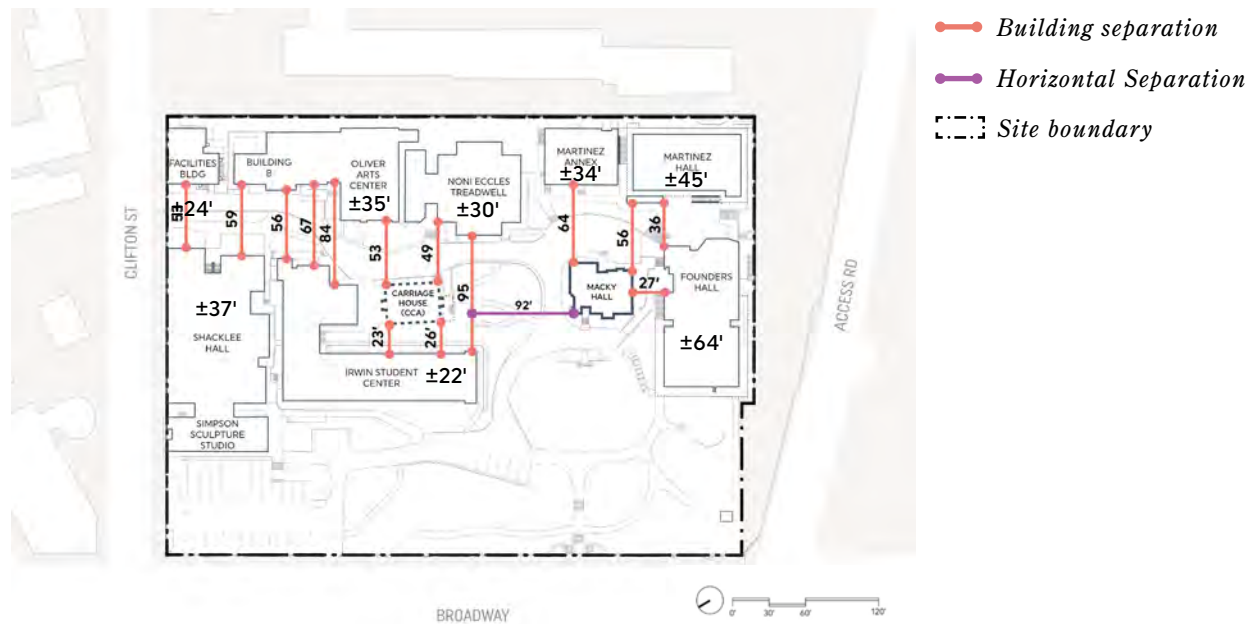 Building separation
Horizontal Separation
Site boundary
FACILITIES
BLDG
±24'
53
BUILDING
B
OLIVER
ARTS
CENTER
±35'
NONI ECCLES
TREADWELL
±30'
MARTINEZ
ANNEX
±34'
MARTINEZ
HALL
±45'
59
56
67
84
53
49
95
64
56
36
CLIFTON ST
±37'
SHACKLEE
HALL
CARRIAGE
HOUSE
(CCA)
92'
MACKY
HALL
27'
FOUNDERS
HALL
±64'
ACCESS RD
23'
26'
IRWIN STUDENT
CENTER
±22'
SIMPSON
SCULPTURE
STUDIO
BROADWAY
0'
30'
60'
120'